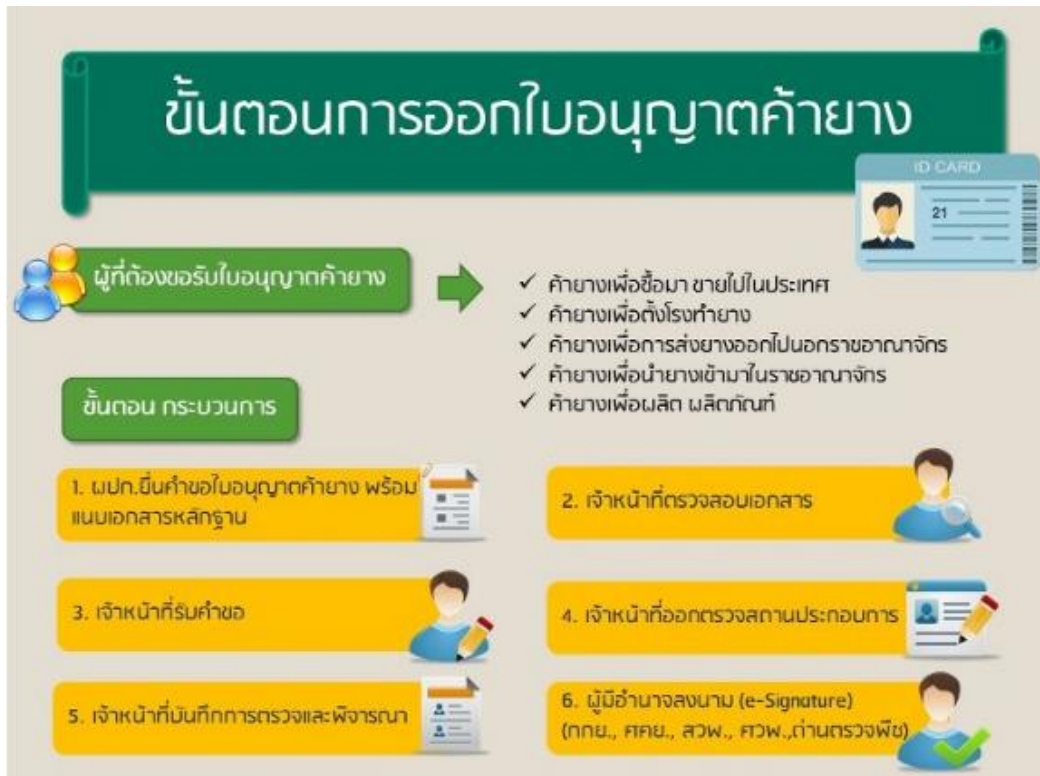 ขั้นตอนการออกใบอนุญาตค้ายาง
ID CARD
21
ผู้ที่ต้องขอรับใบอนุญาตค้ายาง
✓ ค้ายางเพื่อซื้อมา ขายไปในประเทศ
✓ ค้ายางเพื่อตั้งโรงทำยาง
✓ ค้ายางเพื่อการส่งยางออกไปนอกราชอาณาจักร
✓ ค้ายางเพื่อนำยางเข้ามาในราชอาณาจักร
✓ ค้ายางเพื่อผลิต ผลิตภัณฑ์
ขั้นตอน กระบวนการ
1. ผปก.ยื่นคำขอใบอนุญาตค้ายาง พร้อม
แนบเอกสารหลักฐาน
2. เจ้าหน้าที่ตรวจสอบเอกสาร
3. เจ้าหน้าที่รับคำขอ
4. เจ้าหน้าที่ออกตรวจสถานประกอบการ
5. เจ้าหน้าที่บันทึกการตรวจและพิจารณา
6. ผู้มีอำนาจลงนาม (e-Signature)
(กกย., ศคย., สวพ., ศวพ.,ด่านตรวจพืช)